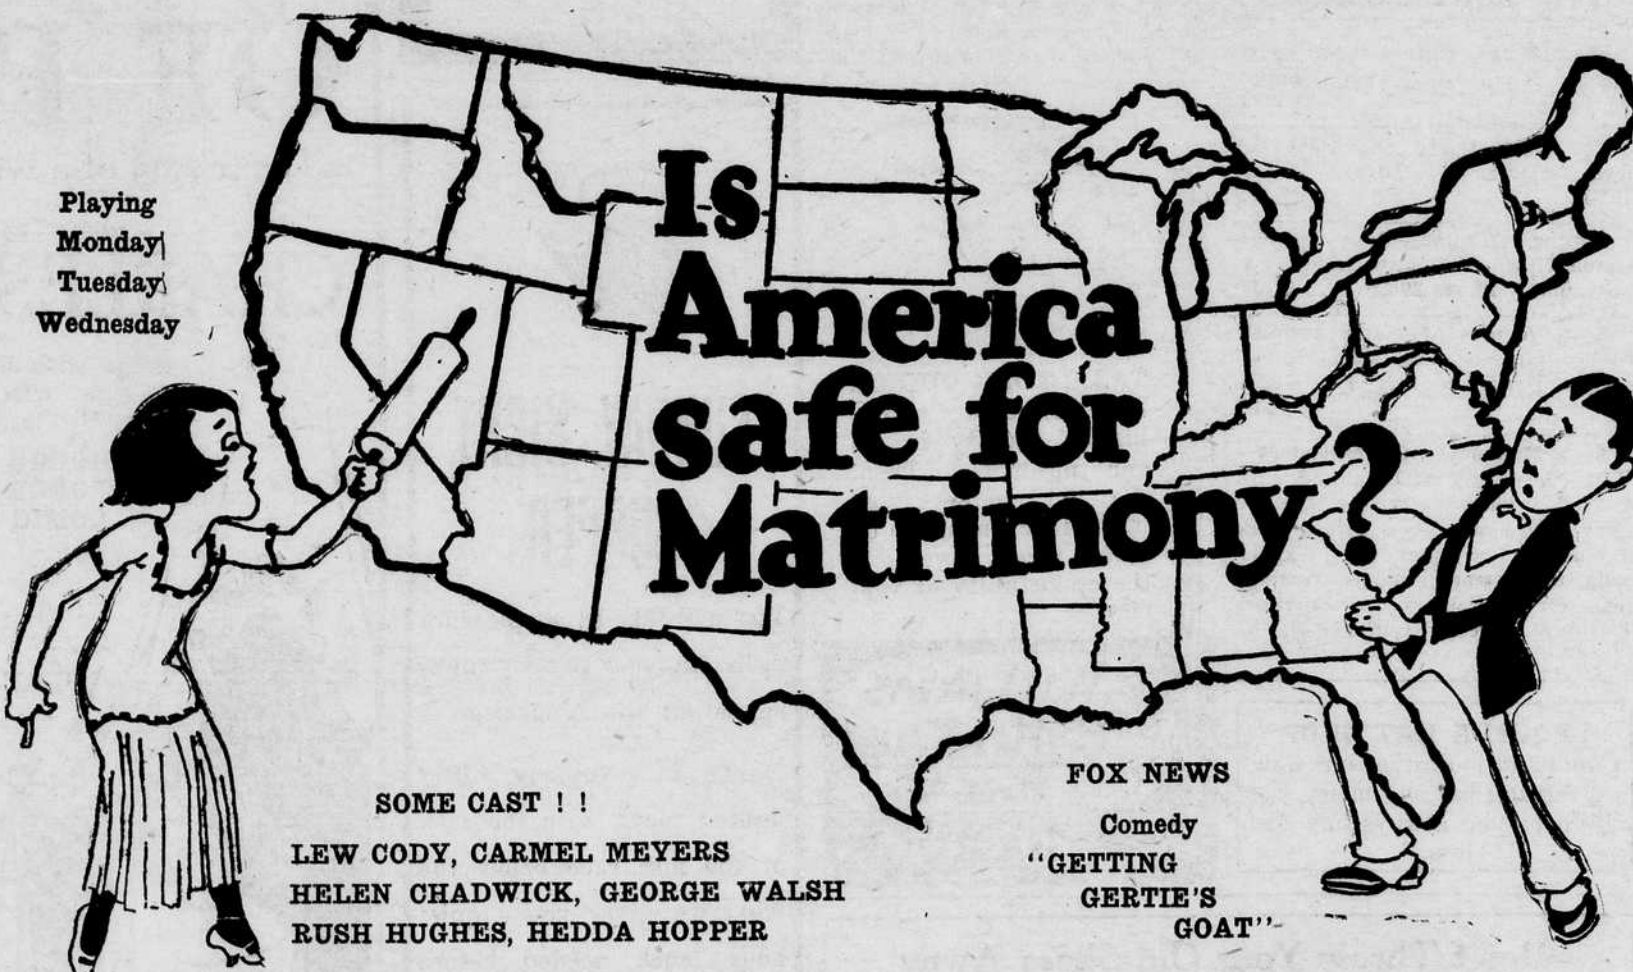 Playing
Monday
Tuesday
Wednesday
Is
America
safe for
Matrimony?
SOME CAST ! !
LEW CODY, CARMEL MEYERS
HELEN CHADWICK, GEORGE WALSH
RUSH HUGHES, HEDDA HOPPER
FOX NEWS
Comedy
"GETTING
GERTIE'S
GOAT"